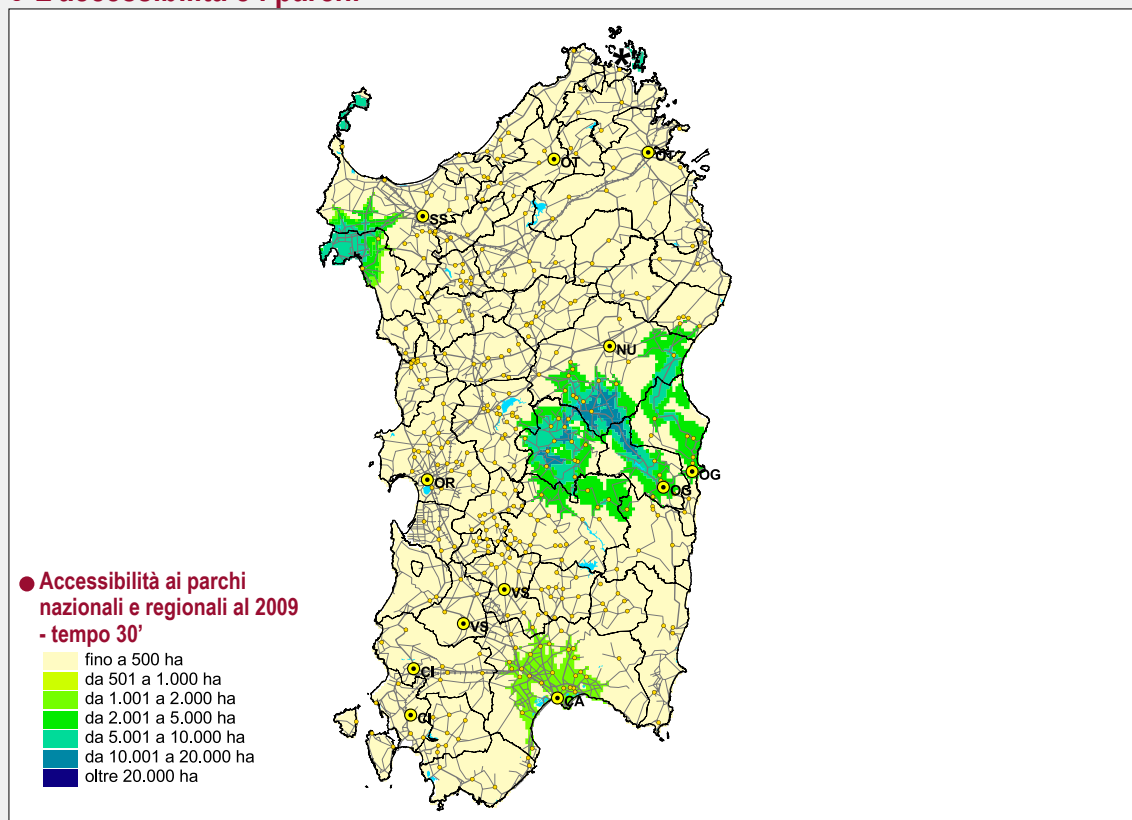 OT
OT
SS
NU
OG
OG
OR
VS
VS
CI
CA
CI
Accessibilità ai parchi
nazionali e regionali al 2009
- tempo 30’
fino a 500 ha
da 501 a 1.000 ha
da 1.001 a 2.000 ha
da 2.001 a 5.000 ha
da 5.001 a 10.000 ha
da 10.001 a 20.000 ha
oltre 20.000 ha